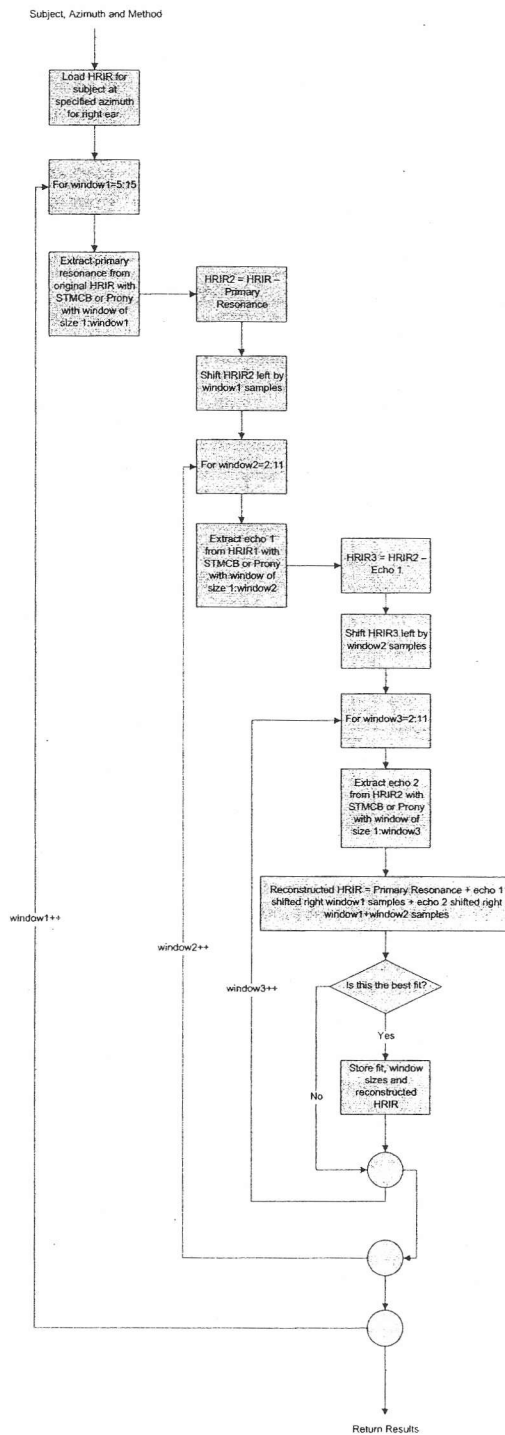 Subject, Azimuth and Method
Load HRIR for
subject at
specified azimuth
for right ear.
For window1=5:15
Extract primary
resonance from
original HRIR with
STMCB or Prony
with window of
size 1:window1
HRIR2 = HRIR –
Primary
Resonance
Shift HRIR2 left by
window1 samples
For window2=2:11
Extract echo 1
from HRIR1 with
STMCB or Prony
with window of
size 1:window2
HRIR3 = HRIR2 –
Echo 1
Shift HRIR3 left by
window2 samples
For window3=2:11
Extract echo 2
from HRIR2 with
STMCB or Prony
with window of
size 1:window3
Reconstructed HRIR = Primary Resonance + echo 1
shifted right window1 samples + echo 2 shifted right
window1+window2 samples
window1++
window2++
window3++
Is this the best fit?
Yes
No
Store fit, window
sizes and
reconstructed
HRIR
Return Results